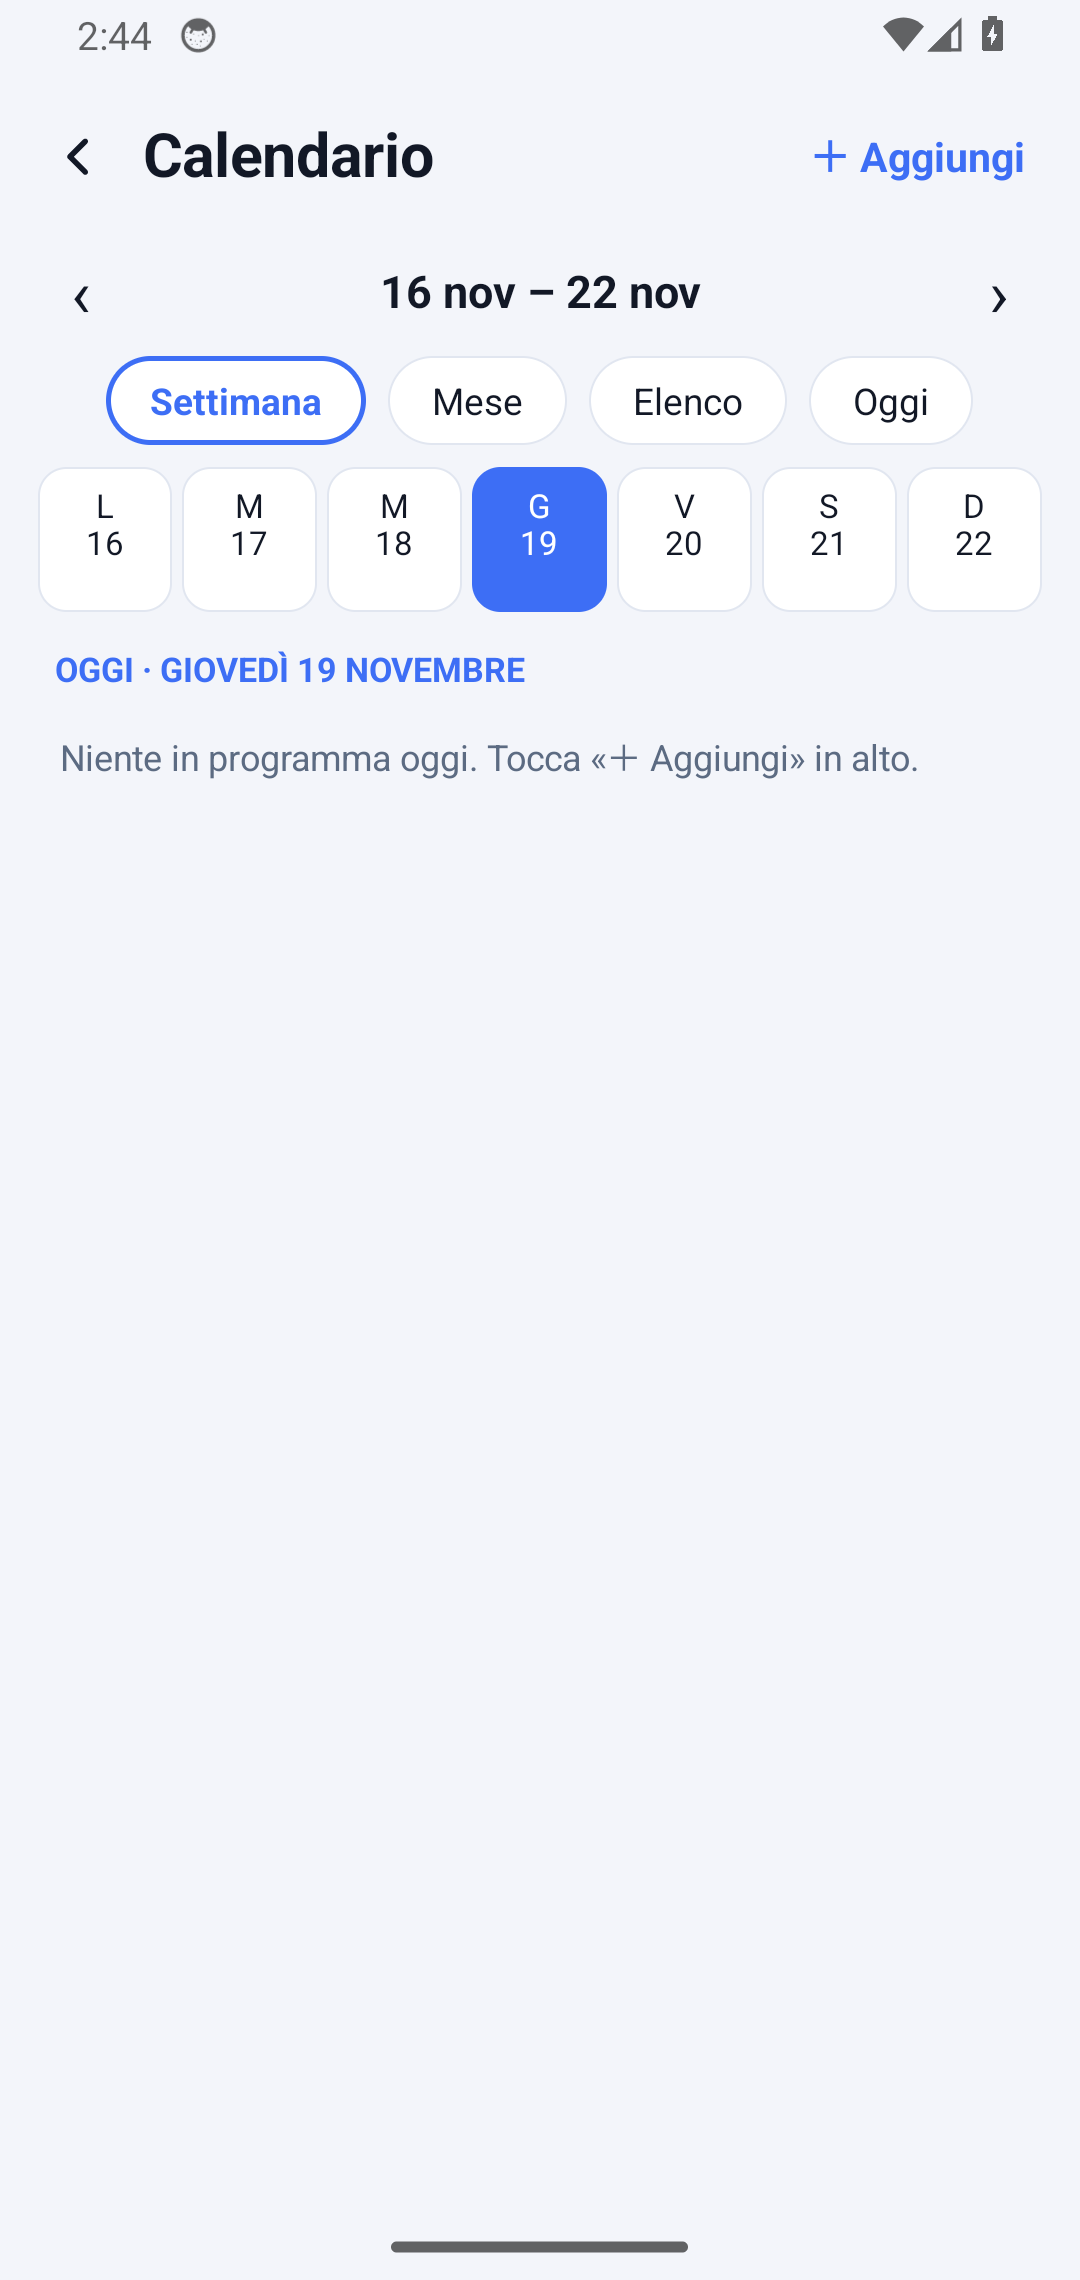 2:44
Calendario
+ Aggiungi
‹ 16 nov – 22 nov ›
Settimana Mese Elenco Oggi
L M M G V S D
16 17 18 19 20 21 22
OGGI · GIOVEDÌ 19 NOVEMBRE
Niente in programma oggi. Tocca «+ Aggiungi» in alto.